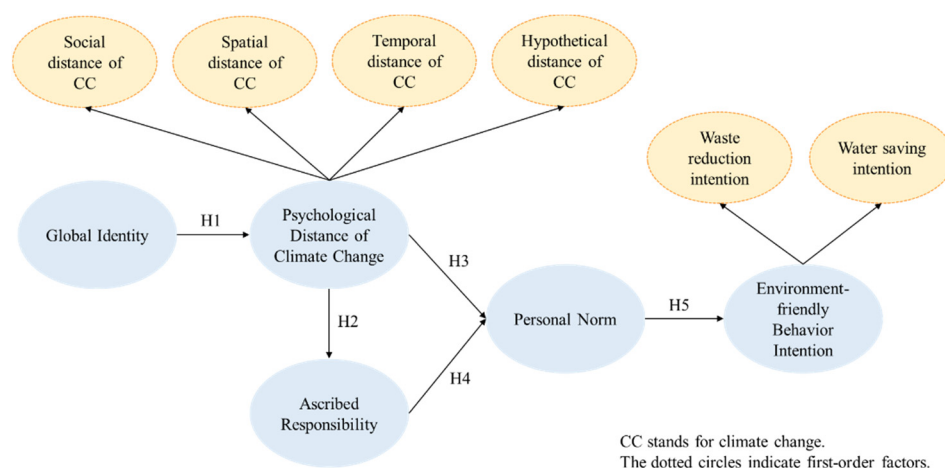 Social
distance of
CC
Spatial
distance of
CC
Temporal
distance of
CC
Hypothetical
distance of
CC
Waste
reduction
intention
Water saving
intention
Global Identity
H1
Psychological
Distance of
Climate Change
H3
H2
Personal Norm
H5
Environment-
friendly
Behavior
Intention
H4
Ascribed
Responsibility
CC stands for climate change.
The dotted circles indicate first-order factors.